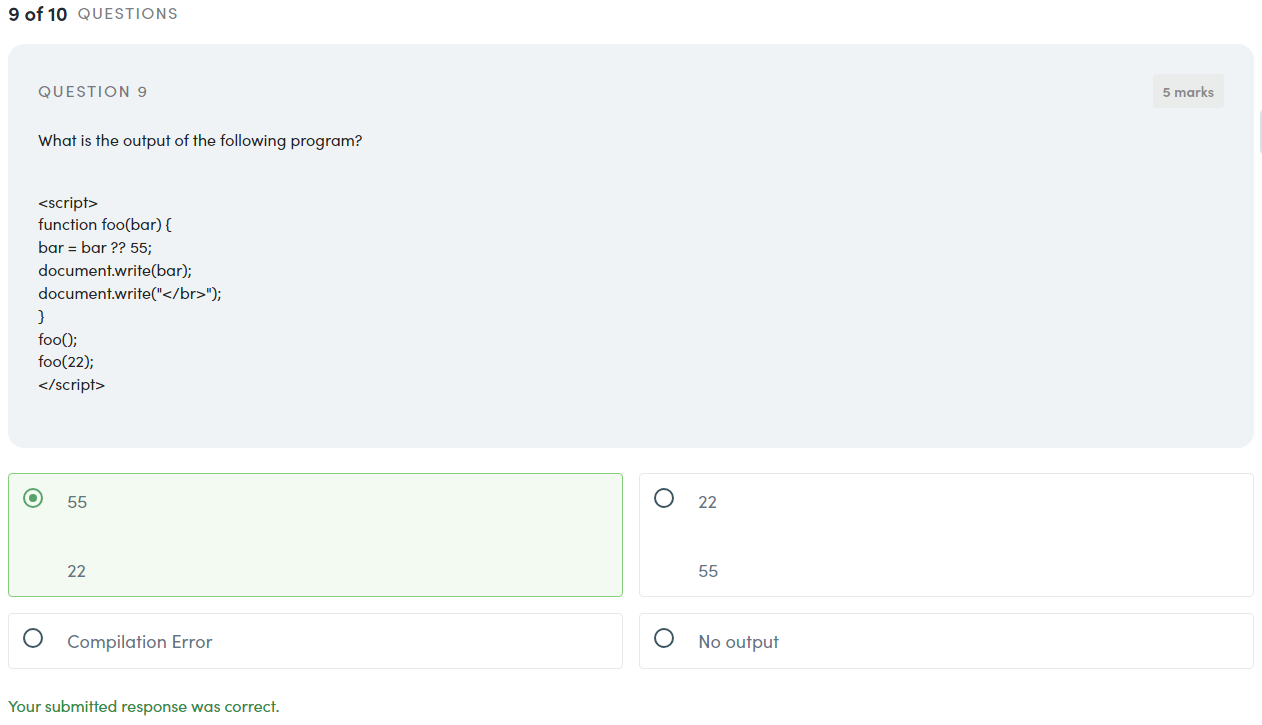 9 of 10 QUESTIONS
QUESTION 9
5 marks
What is the output of the following program?
<script>
function foo(bar) {
bar = bar ?? 55;
document.write(bar);
document.write("</br>");
}
foo();
foo(22);
</script>
55
22
22
55
Compilation Error
No output
Your submitted response was correct.